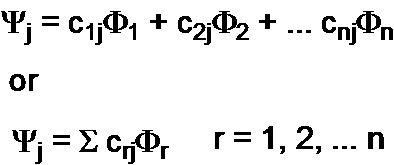 Ψj = c1jΦ1 + c2jΦ2 + ... cnjΦn
or
Ψj = Σ crjΦr r = 1, 2, ... n